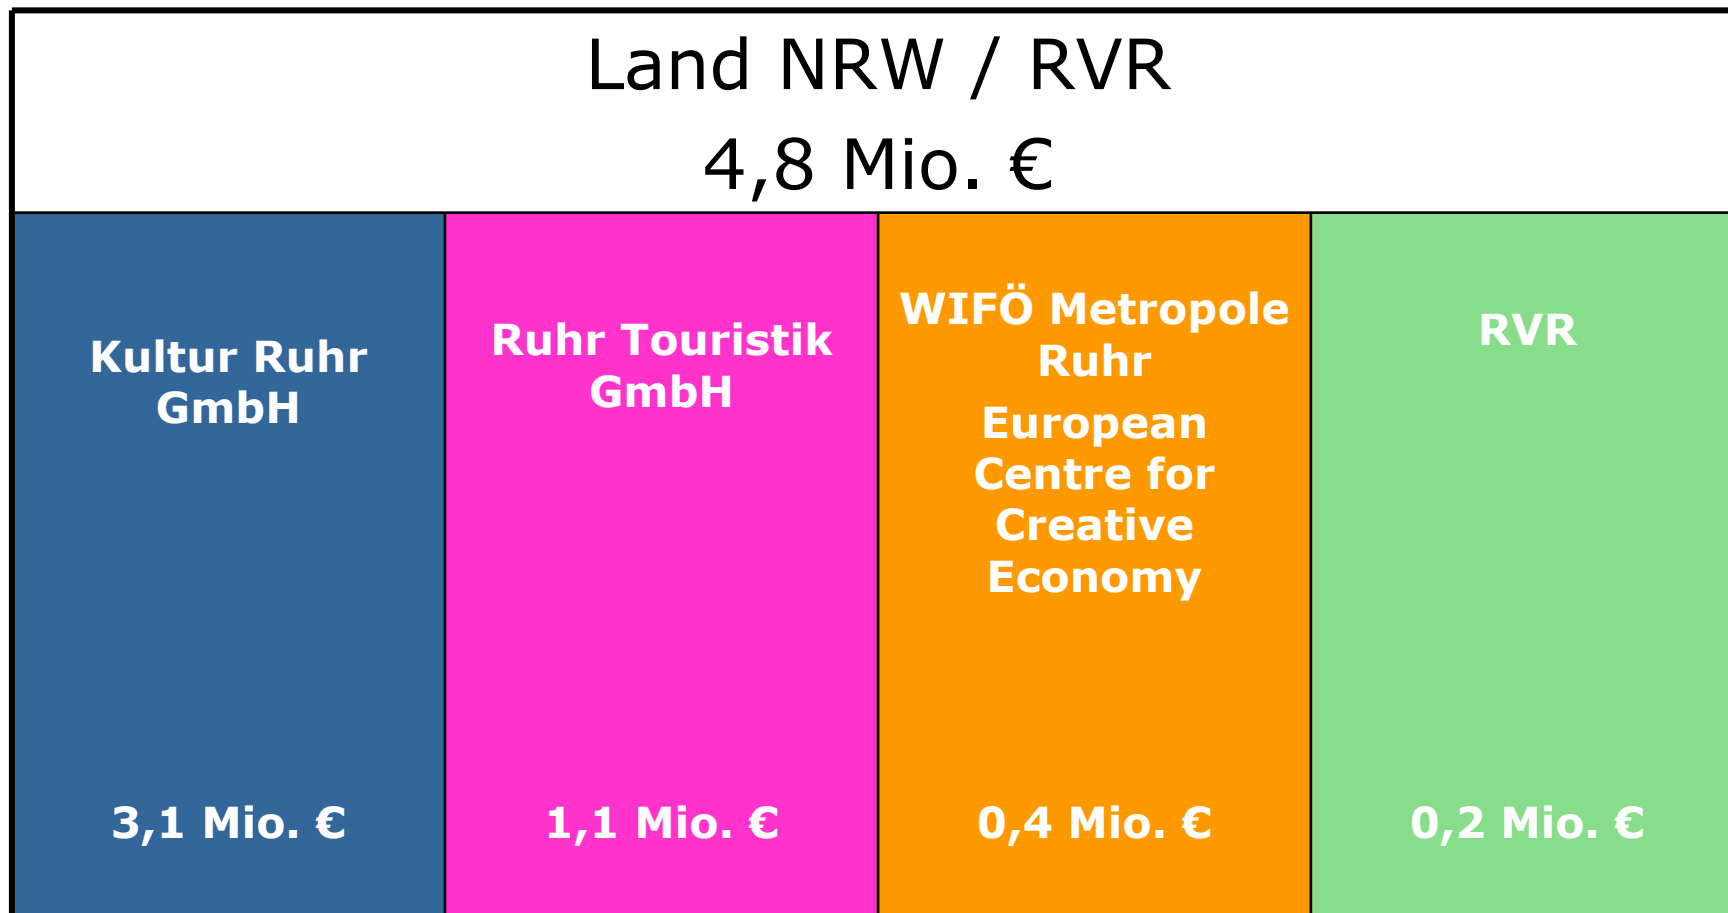 Land NRW / RVR
4,8 Mio. €
Kultur Ruhr
GmbH
3,1 Mio. €
Ruhr Touristik
GmbH
1,1 Mio. €
WIFÖ Metropole
Ruhr
European
Centre for
Creative
Economy
0,4 Mio. €
RVR
0,2 Mio. €